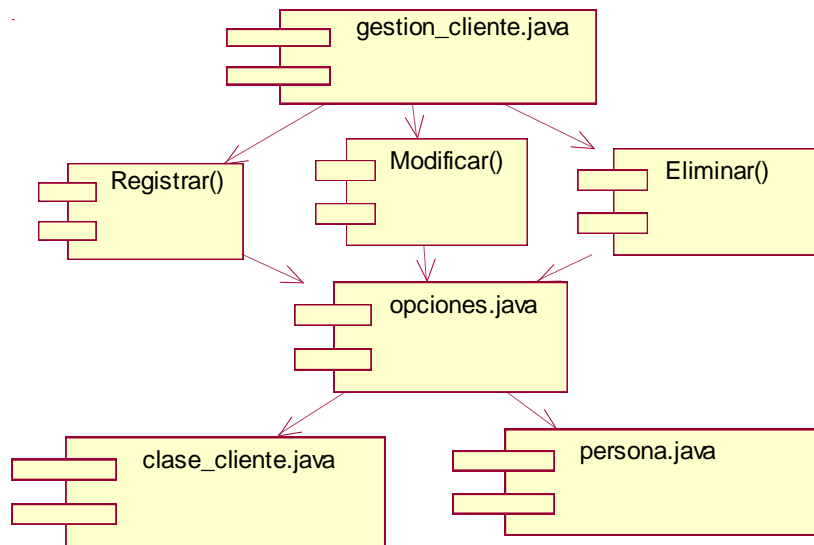 gestion_cliente.java
Registrar()
Modificar()
Eliminar()
opciones.java
clase_cliente.java
persona.java